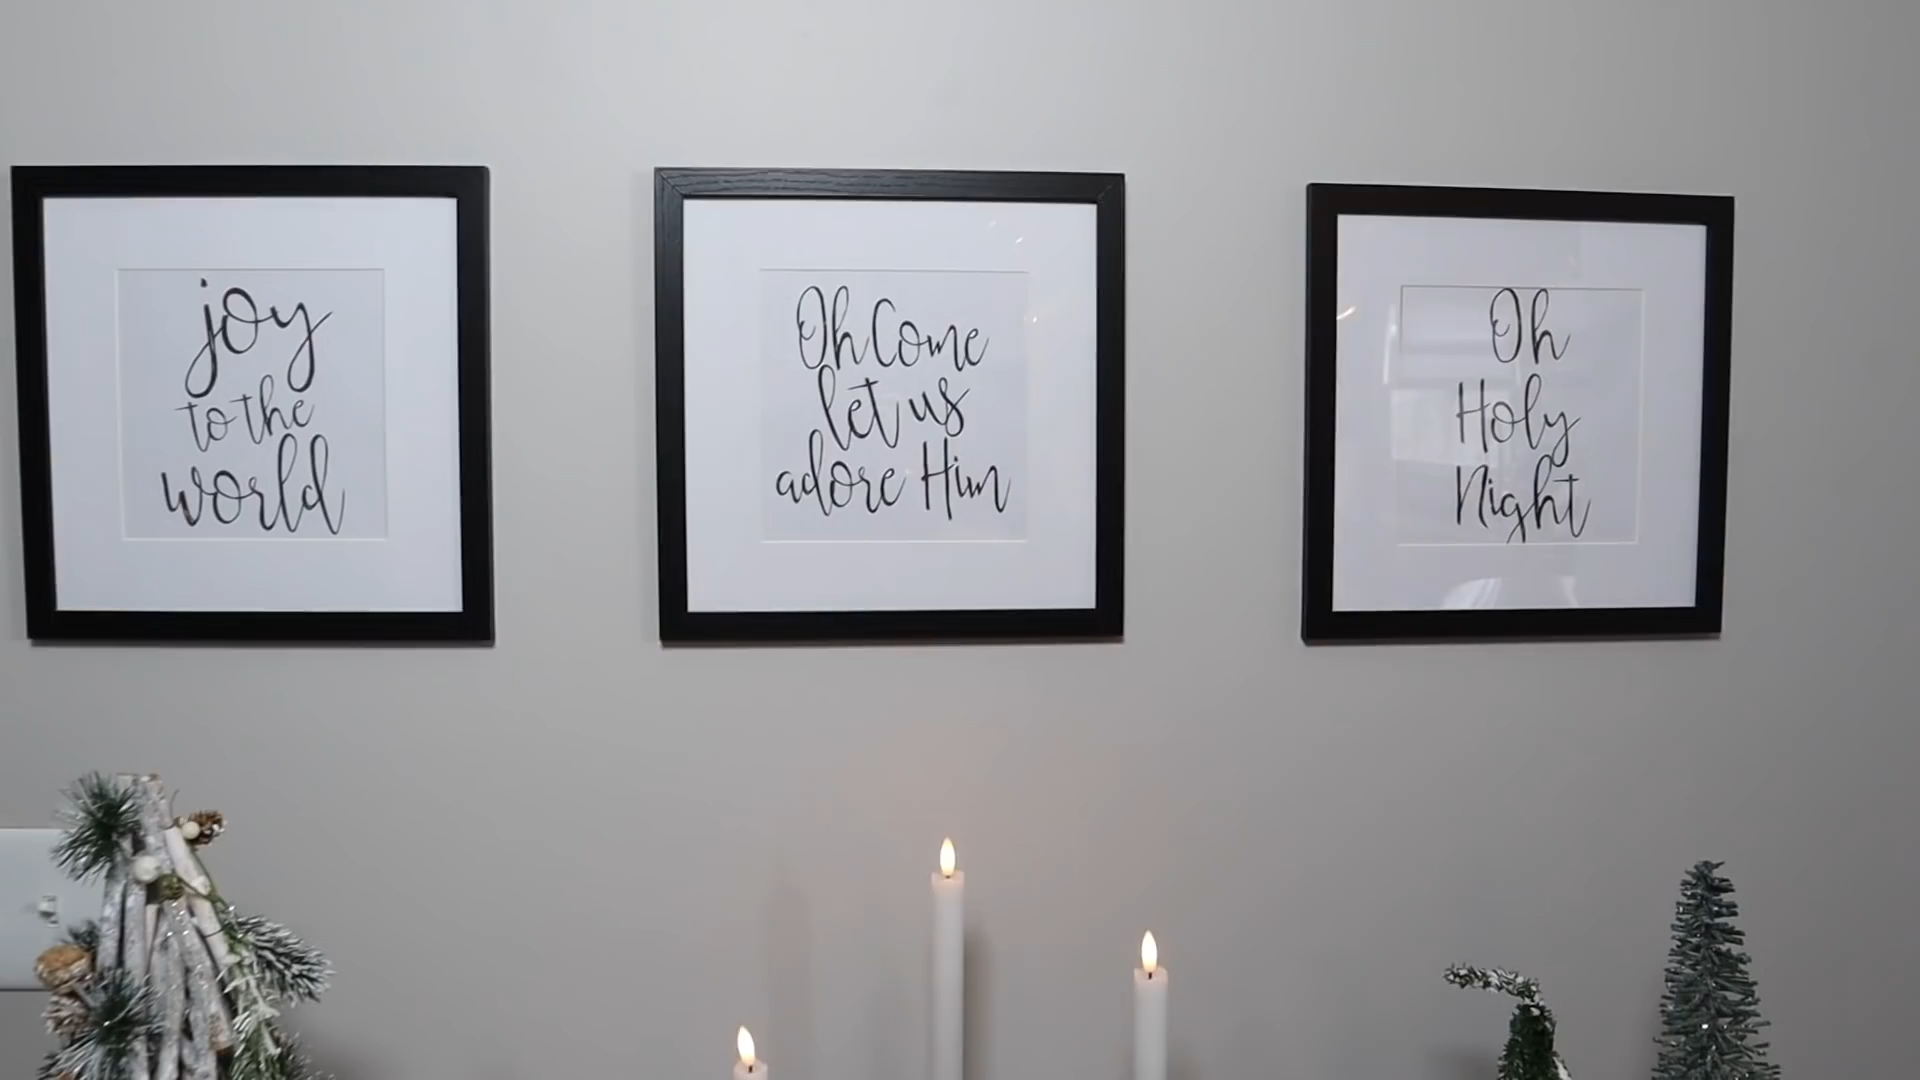 joy
to the
world
Oh Come
let us
adore Him
Oh
Holy
Night